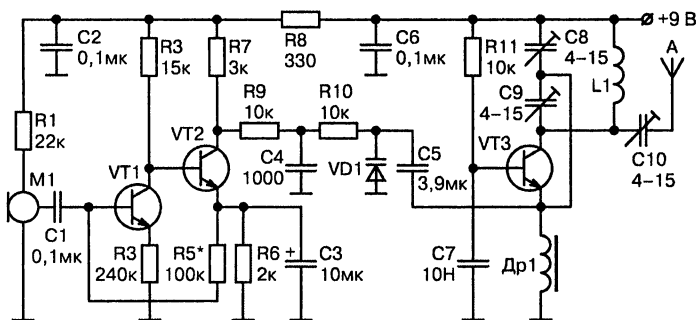 +9 В
C2
0,1мк
R3
15к
R7
3к
R8
330
C6
0,1мк
R11
10к
C8
4–15
A
L1
R1
22к
VT2
R9
10к
R10
10к
C9
4–15
VT3
C10
4–15
M1
VT1
C4
1000
VD1
C5
3,9мк
C1
0,1мк
R3
240к
R5*
100к
R6
2к
+
C3
10мк
C7
10Н
Др1